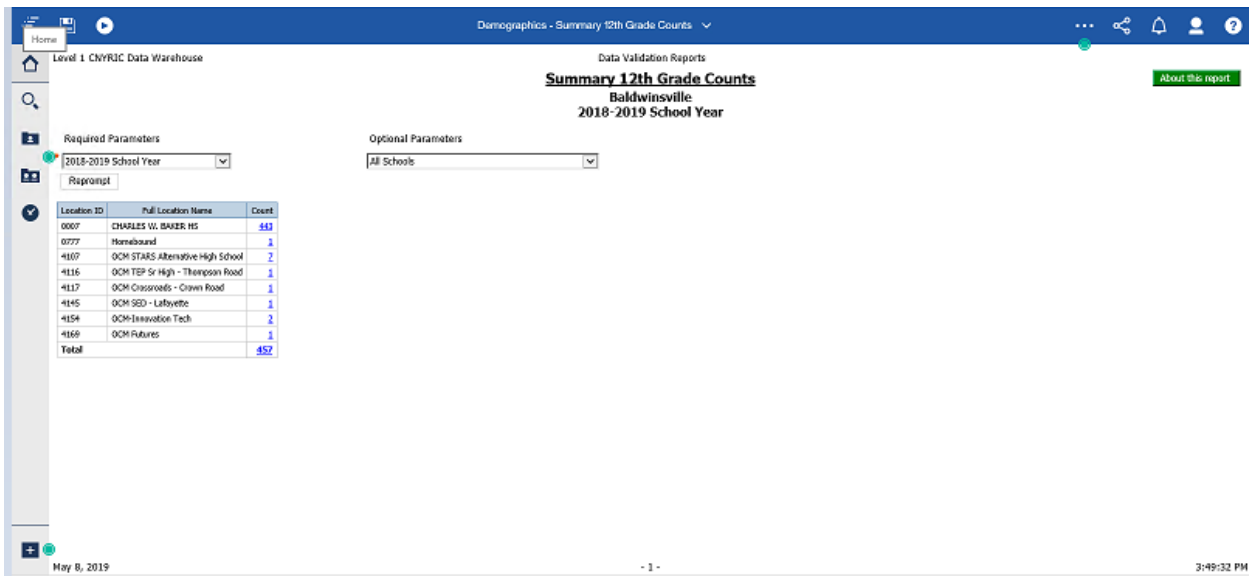 Demographics - Summary 12th Grade Counts
Home
Level 1 CNYRIC Data Warehouse
Data Validation Reports
Summary 12th Grade Counts
About this report
Baldwinsville
2018-2019 School Year
Required Parameters
Optional Parameters
2018-2019 School Year
All Schools
Reprompt
Location ID Full Location Name Count
0007 CHARLES W. BAKER HS 443
0777 Homebound 1
4107 OCM STARS Alternative High School 7
4116 OCM TEP Sr High - Thompson Road 1
4117 OCM Crossroads - Crown Road 1
4145 OCM SED - Lafayette 1
4154 OCM-Innovation Tech 2
4169 OCM Futures 1
Total 457
May 8, 2019
- 1 -
3:49:32 PM